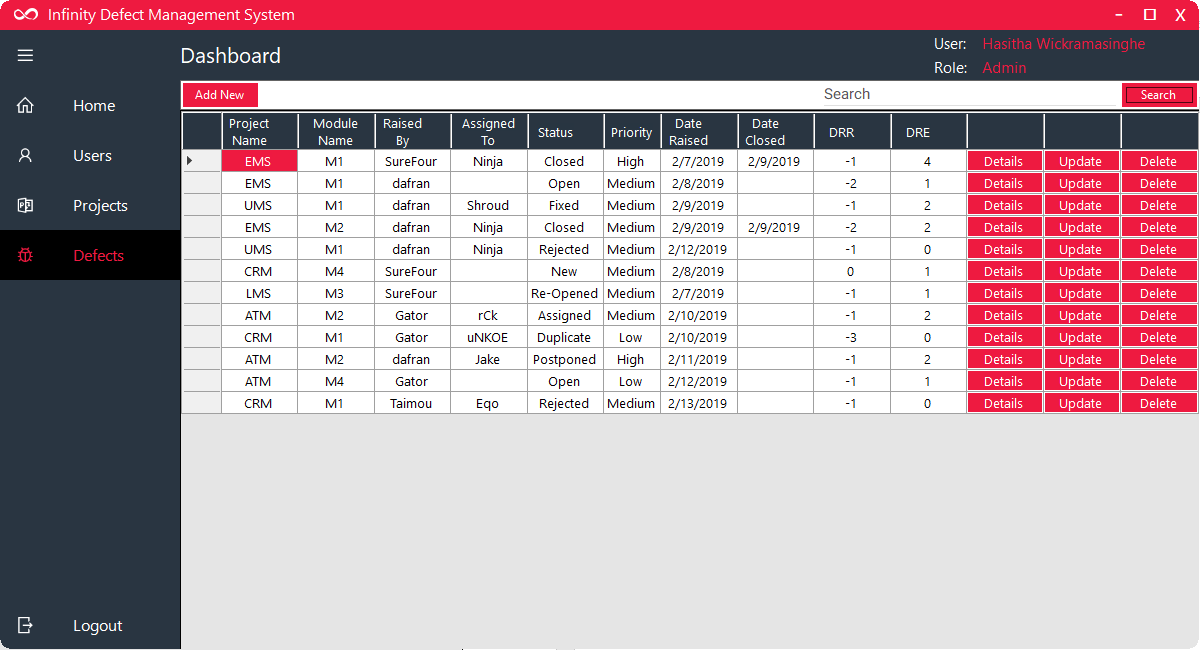 Infinity Defect Management System
X
Dashboard
User: Hasitha Wickramasinghe
Role: Admin
Home
Users
Projects
Defects
Logout
Add New Search Search
Project Name Module Name Raised By Assigned To Status Priority Date Raised Date Closed DRR DRE
EMS M1 SureFour Ninja Closed High 2/7/2019 2/9/2019 -1 4 Details Update Delete
EMS M1 dafran Open Medium 2/8/2019 -2 1 Details Update Delete
UMS M1 dafran Shroud Fixed Medium 2/9/2019 -1 2 Details Update Delete
EMS M2 dafran Ninja Closed Medium 2/9/2019 2/9/2019 -2 2 Details Update Delete
UMS M1 dafran Ninja Rejected Medium 2/12/2019 -1 0 Details Update Delete
CRM M4 SureFour New Medium 2/8/2019 0 1 Details Update Delete
LMS M3 SureFour Re-Opened Medium 2/7/2019 -1 1 Details Update Delete
ATM M2 Gator rCk Assigned Medium 2/10/2019 -1 2 Details Update Delete
CRM M1 Gator uNKOE Duplicate Low 2/10/2019 -3 0 Details Update Delete
ATM M2 dafran Jake Postponed High 2/11/2019 -1 2 Details Update Delete
ATM M4 Gator Open Low 2/12/2019 -1 1 Details Update Delete
CRM M1 Taimou Eqo Rejected Medium 2/13/2019 -1 0 Details Update Delete